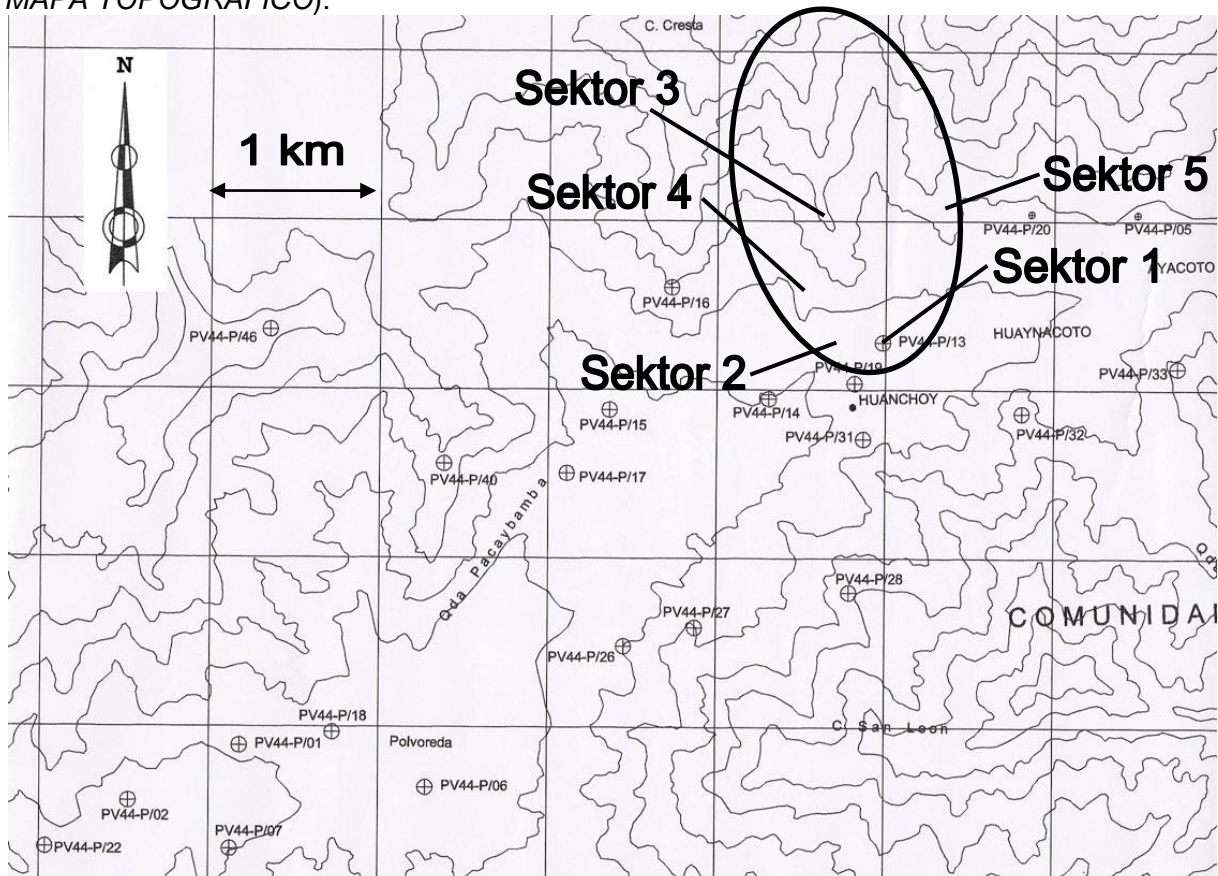 MAPA TOPOGRÁFICO).
C. Cresta
N
Sektor 3
1 km
Sektor 4
Sektor 5
PV44-P/20
PV44-P/05
Sektor 1
AYACOTO
PV44-P/16
PV44-P/46
HUAYNACOTO
PV44-P/13
PV44-P/19
Sektor 2
PV44-P/33
HUANCHOY
PV44-P/14
PV44-P/15
PV44-P/31
PV44-P/32
PV44-P/40
PV44-P/17
Qda Pacaybamba
Qda
PV44-P/28
PV44-P/27
COMUNIDA
PV44-P/26
PV44-P/18
C. San Leon
PV44-P/01
Polvoreda
PV44-P/06
PV44-P/02
PV44-P/07
PV44-P/22